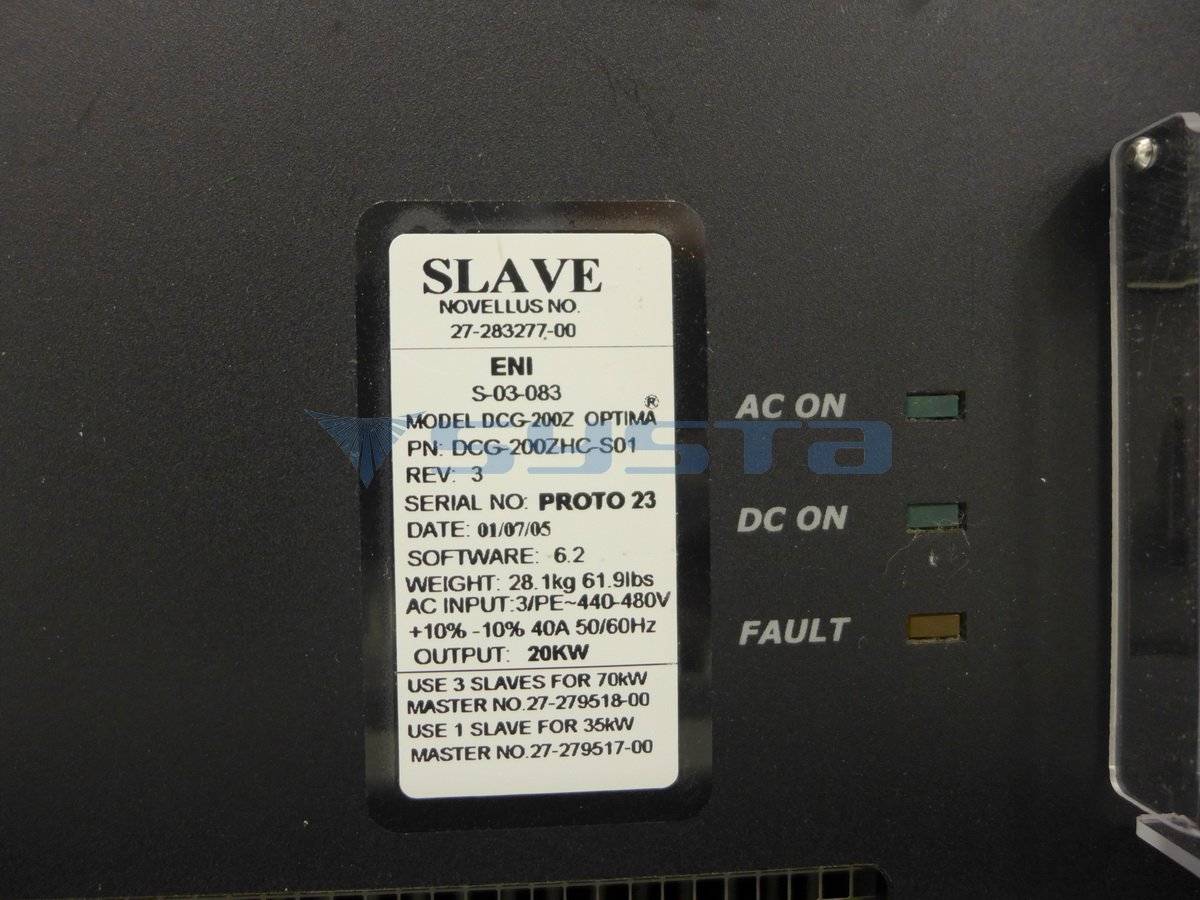 SLAVE
NOVELLUS NO.
27-283277-00
ENI
S-03-083
®
MODEL DCG-200Z OPTIMA
PN: DCG-200ZHC-S01
REV: 3
SERIAL NO: PROTO 23
DATE: 01/07/05
SOFTWARE: 6.2
WEIGHT: 28.1kg 61.9lbs
AC INPUT:3/PE~440-480V
+10% -10% 40A 50/60Hz
OUTPUT: 20KW
USE 3 SLAVES FOR 70kW
MASTER NO.27-279518-00
USE 1 SLAVE FOR 35kW
MASTER NO.27-279517-00
AC ON
DC ON
FAULT
systa